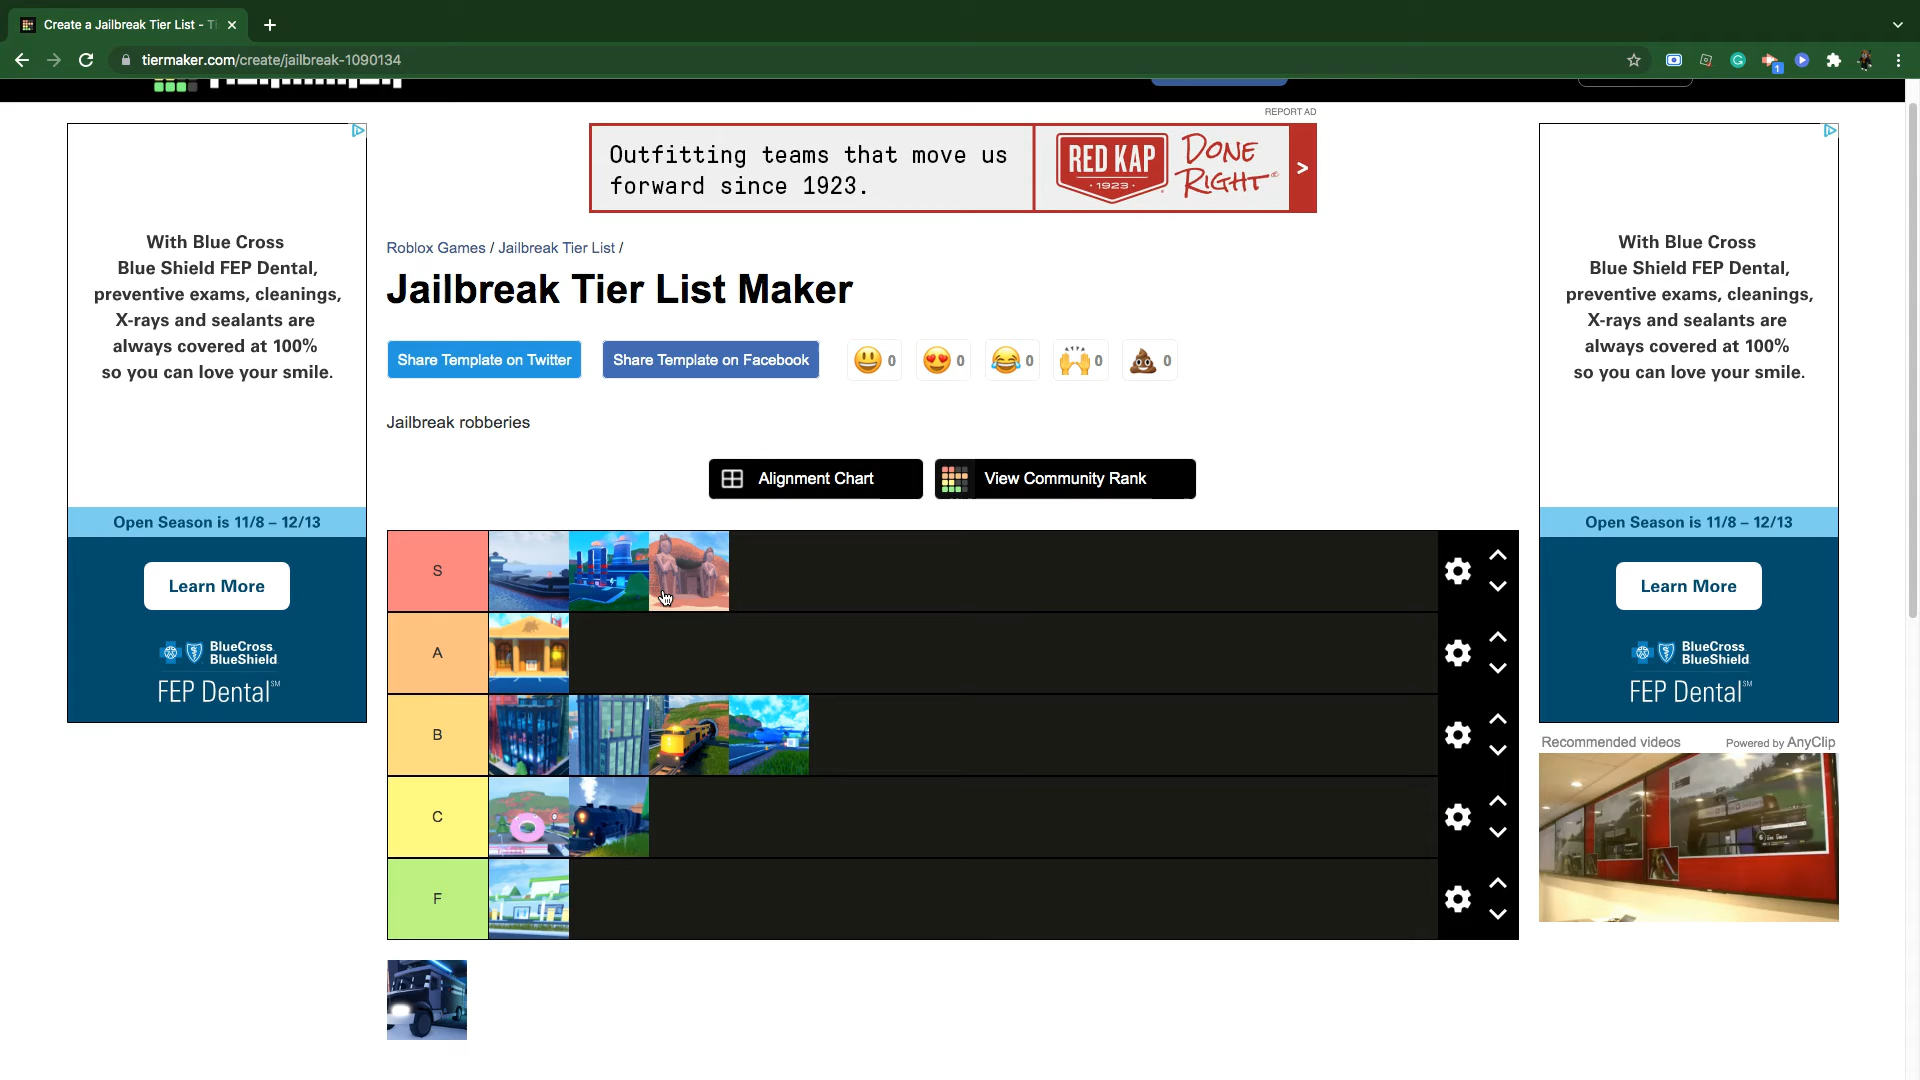 Create a Jailbreak Tier List - Ti
tiermaker.com/create/jailbreak-1090134
1
REPORT AD
Outfitting teams that move us
forward since 1923.
RED KAP
1923
DONE
RIGHT
Roblox Games / Jailbreak Tier List /
Jailbreak Tier List Maker
Share Template on Twitter
Share Template on Facebook
0
0
0
0
0
Jailbreak robberies
Alignment Chart
View Community Rank
S
A
B
C
F
With Blue Cross
Blue Shield FEP Dental,
preventive exams, cleanings,
X-rays and sealants are
always covered at 100%
so you can love your smile.
Open Season is 11/8 – 12/13
Learn More
BlueCross
BlueShield
FEP Dental℠
With Blue Cross
Blue Shield FEP Dental,
preventive exams, cleanings,
X-rays and sealants are
always covered at 100%
so you can love your smile.
Open Season is 11/8 – 12/13
Learn More
BlueCross
BlueShield
FEP Dental℠
Recommended videos
Powered by AnyClip